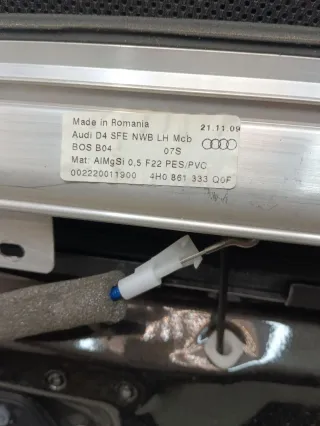 Made in Romania 21.11.09
Audi D4 SFE NWB LH Mcb
BOS B04 07S
Mat: AlMgSi 0,5 F22 PES/PVC
002220011900 4H0 861 333 Q0F